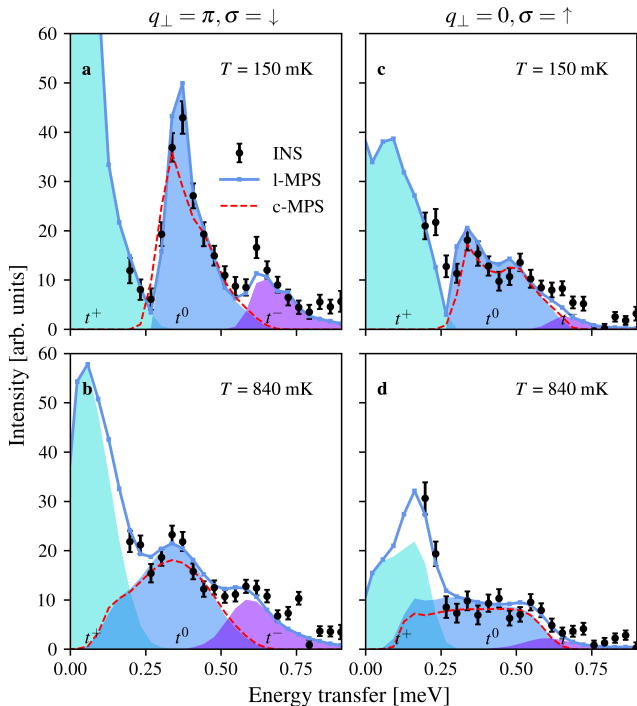 q⊥ = π, σ = ↓
q⊥ = 0, σ = ↑
Intensity [arb. units]
60
50
40
30
20
10
0
a
T = 150 mK
INS
l-MPS
c-MPS
t⁺
t⁰
t⁻
c
T = 150 mK
t⁺
t⁰
t⁻
60
50
40
30
20
10
0
b
T = 840 mK
t⁺
t⁰
t⁻
0.00
0.25
0.50
0.75
d
T = 840 mK
t⁺
t⁰
t⁻
0.00
0.25
0.50
0.75
Energy transfer [meV]